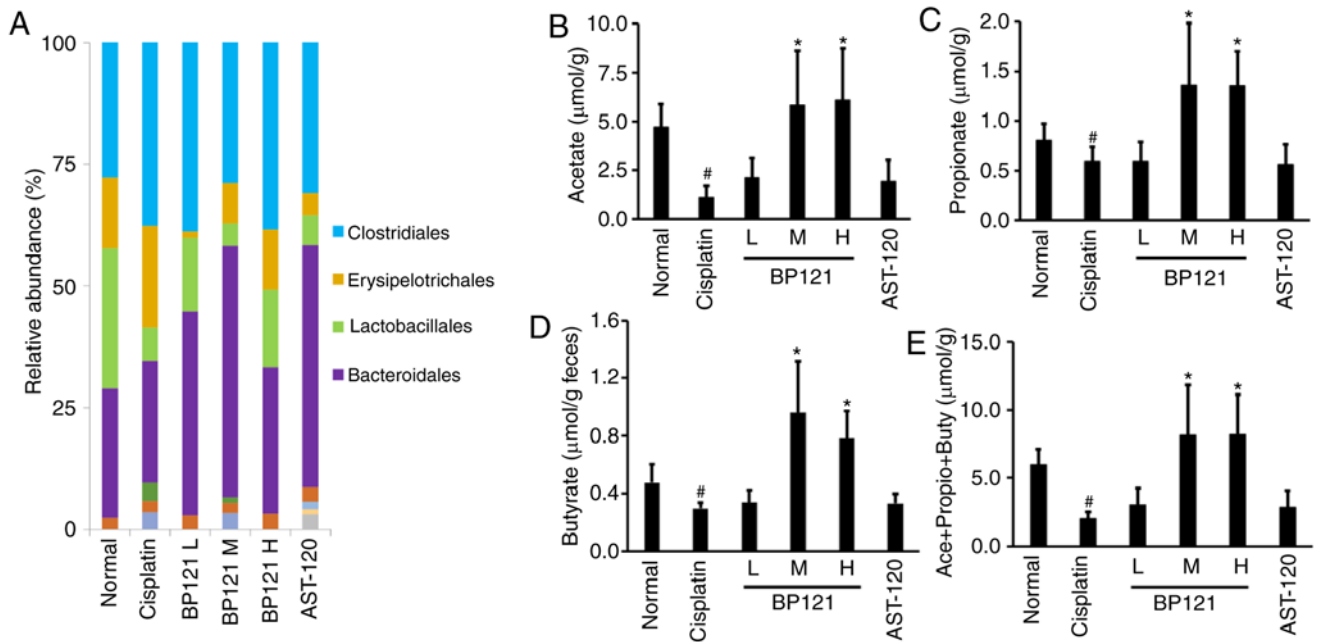 A
100
75
50
25
0
Relative abundance (%)
Normal
Cisplatin
BP121 L
BP121 M
BP121 H
AST-120
Clostridiales
Erysipelotrichales
Lactobacillales
Bacteroidales
B
10.0
7.5
5.0
2.5
0.0
Acetate (μmol/g)
#
*
*
Normal
Cisplatin
L
M
H
BP121
AST-120
C
2.0
1.5
1.0
0.5
0.0
Propionate (μmol/g)
#
*
*
Normal
Cisplatin
L
M
H
BP121
AST-120
D
1.6
1.2
0.8
0.4
0.0
Butyrate (μmol/g feces)
#
*
*
Normal
Cisplatin
L
M
H
BP121
AST-120
E
15.0
10.0
5.0
0.0
Ace+Propio+Buty (μmol/g)
#
*
*
Normal
Cisplatin
L
M
H
BP121
AST-120